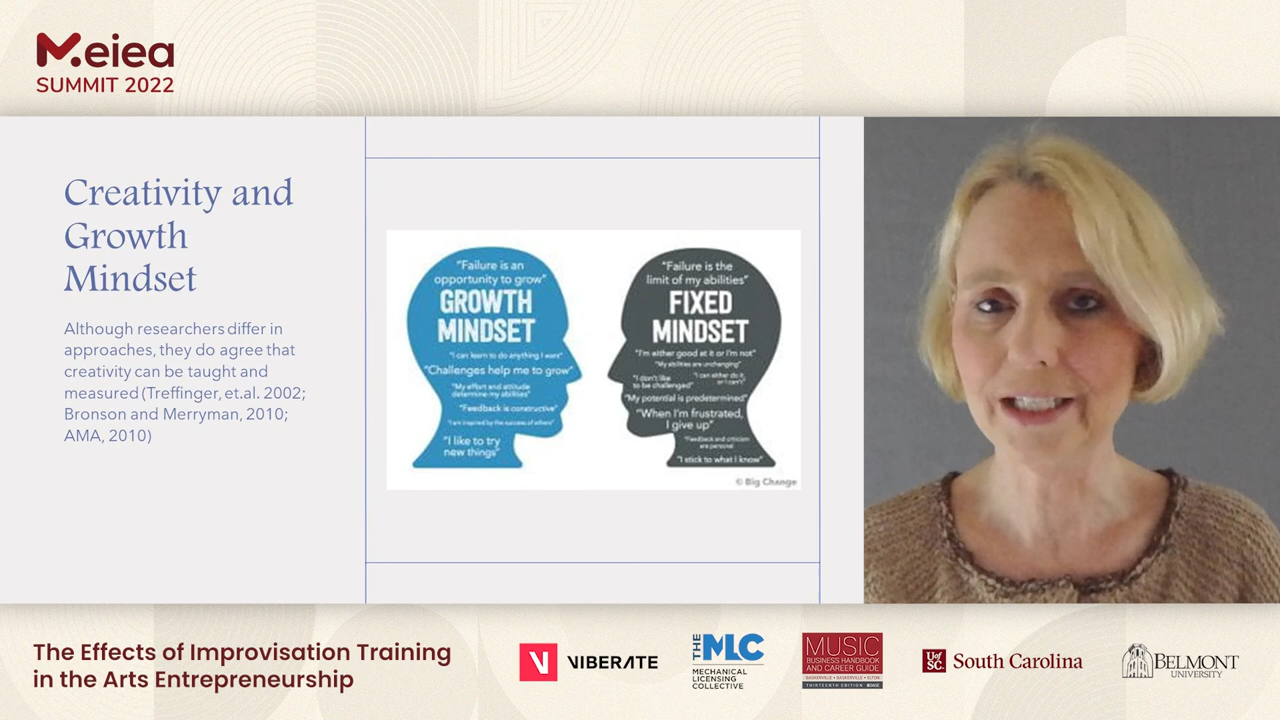 Meiea
SUMMIT 2022
Creativity and
Growth
Mindset
Although researchers differ in
approaches, they do agree that
creativity can be taught and
measured (Treffinger, et.al. 2002;
Bronson and Merryman, 2010;
AMA, 2010)
"Failure is an
opportunity to grow"
GROWTH
MINDSET
"I can learn to do anything I want"
"Challenges help me to grow"
"My effort and attitude
determine my abilities"
"Feedback is constructive"
"I am inspired by the success of others"
"I like to try
new things"
"Failure is the
limit of my abilities"
FIXED
MINDSET
"I'm either good at it or I'm not"
"My abilities are unchanging"
"I don't like
to be challenged"
"I can either do it,
or I can't"
"My potential is predetermined"
"When I'm frustrated,
I give up"
"Feedback and criticism
are personal"
"I stick to what I know"
© Big Change
The Effects of Improvisation Training
in the Arts Entrepreneurship
V VIBERATE
THE MLC
MECHANICAL
LICENSING
COLLECTIVE
MUSIC
BUSINESS HANDBOOK
AND CAREER GUIDE
BASKERVILLE • BASKERVILLE • ELTON
THIRTEENTH EDITION
UofSC South Carolina
BELMONT
UNIVERSITY